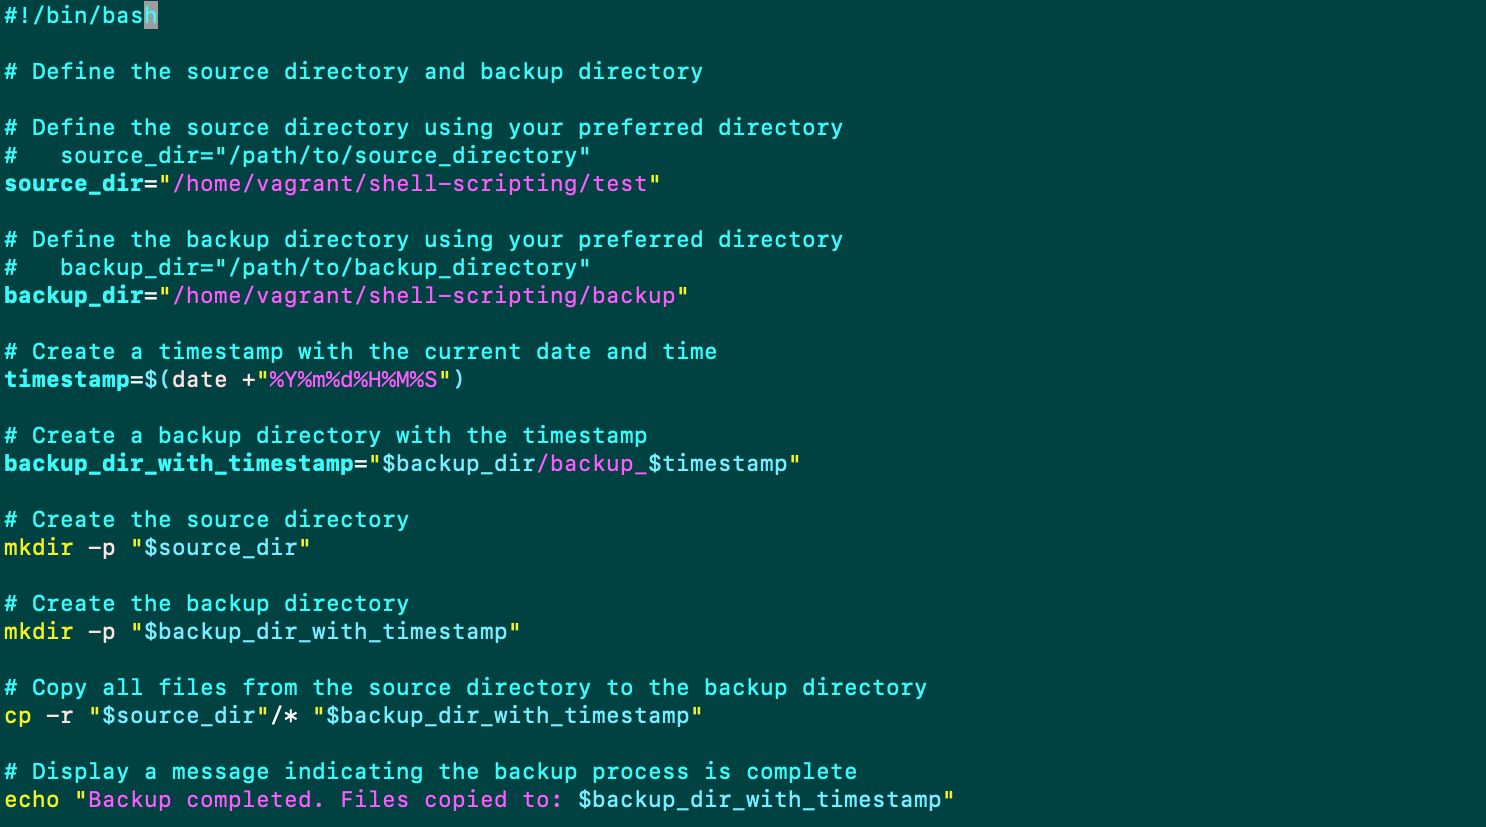 #!/bin/bash
# Define the source directory and backup directory
# Define the source directory using your preferred directory
#   source_dir="/path/to/source_directory"
source_dir="/home/vagrant/shell-scripting/test"
# Define the backup directory using your preferred directory
#   backup_dir="/path/to/backup_directory"
backup_dir="/home/vagrant/shell-scripting/backup"
# Create a timestamp with the current date and time
timestamp=$(date +"%Y%m%d%H%M%S")
# Create a backup directory with the timestamp
backup_dir_with_timestamp="$backup_dir/backup_$timestamp"
# Create the source directory
mkdir -p "$source_dir"
# Create the backup directory
mkdir -p "$backup_dir_with_timestamp"
# Copy all files from the source directory to the backup directory
cp -r "$source_dir"/* "$backup_dir_with_timestamp"
# Display a message indicating the backup process is complete
echo "Backup completed. Files copied to: $backup_dir_with_timestamp"